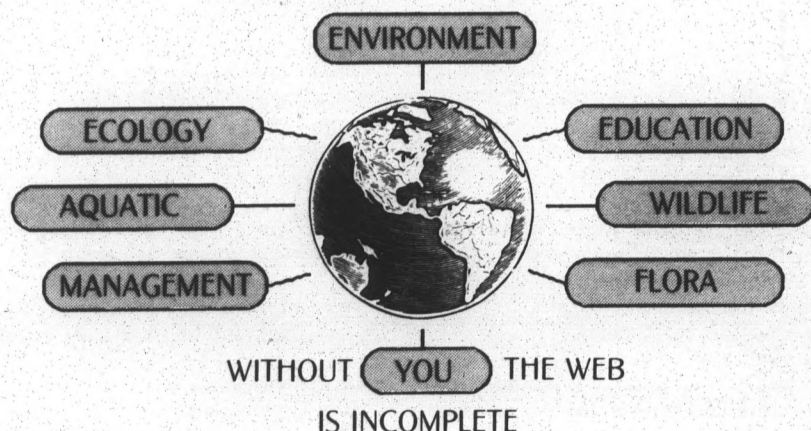 ENVIRONMENT
ECOLOGY
EDUCATION
AQUATIC
WILDLIFE
MANAGEMENT
FLORA
WITHOUT YOU THE WEB
IS INCOMPLETE